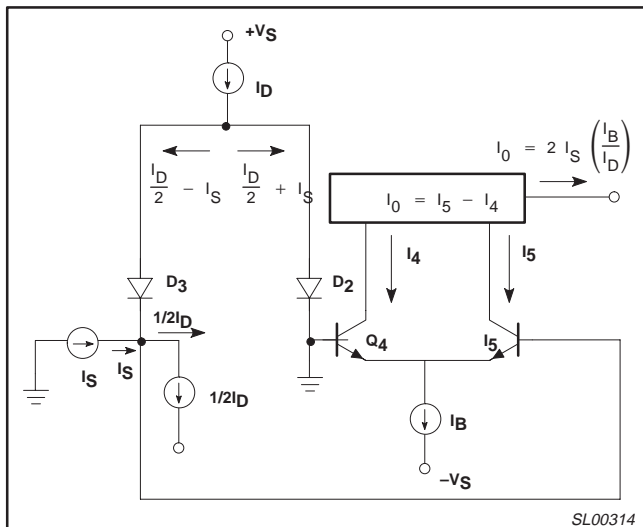 +VS
ID
I0 = 2 IS (IB/ID)
ID/2 − IS
ID/2 + IS
I0 = I5 − I4
I4
I5
D3
D2
1/2ID
Q4
I5
IS
IS
1/2ID
IB
−VS
SL00314